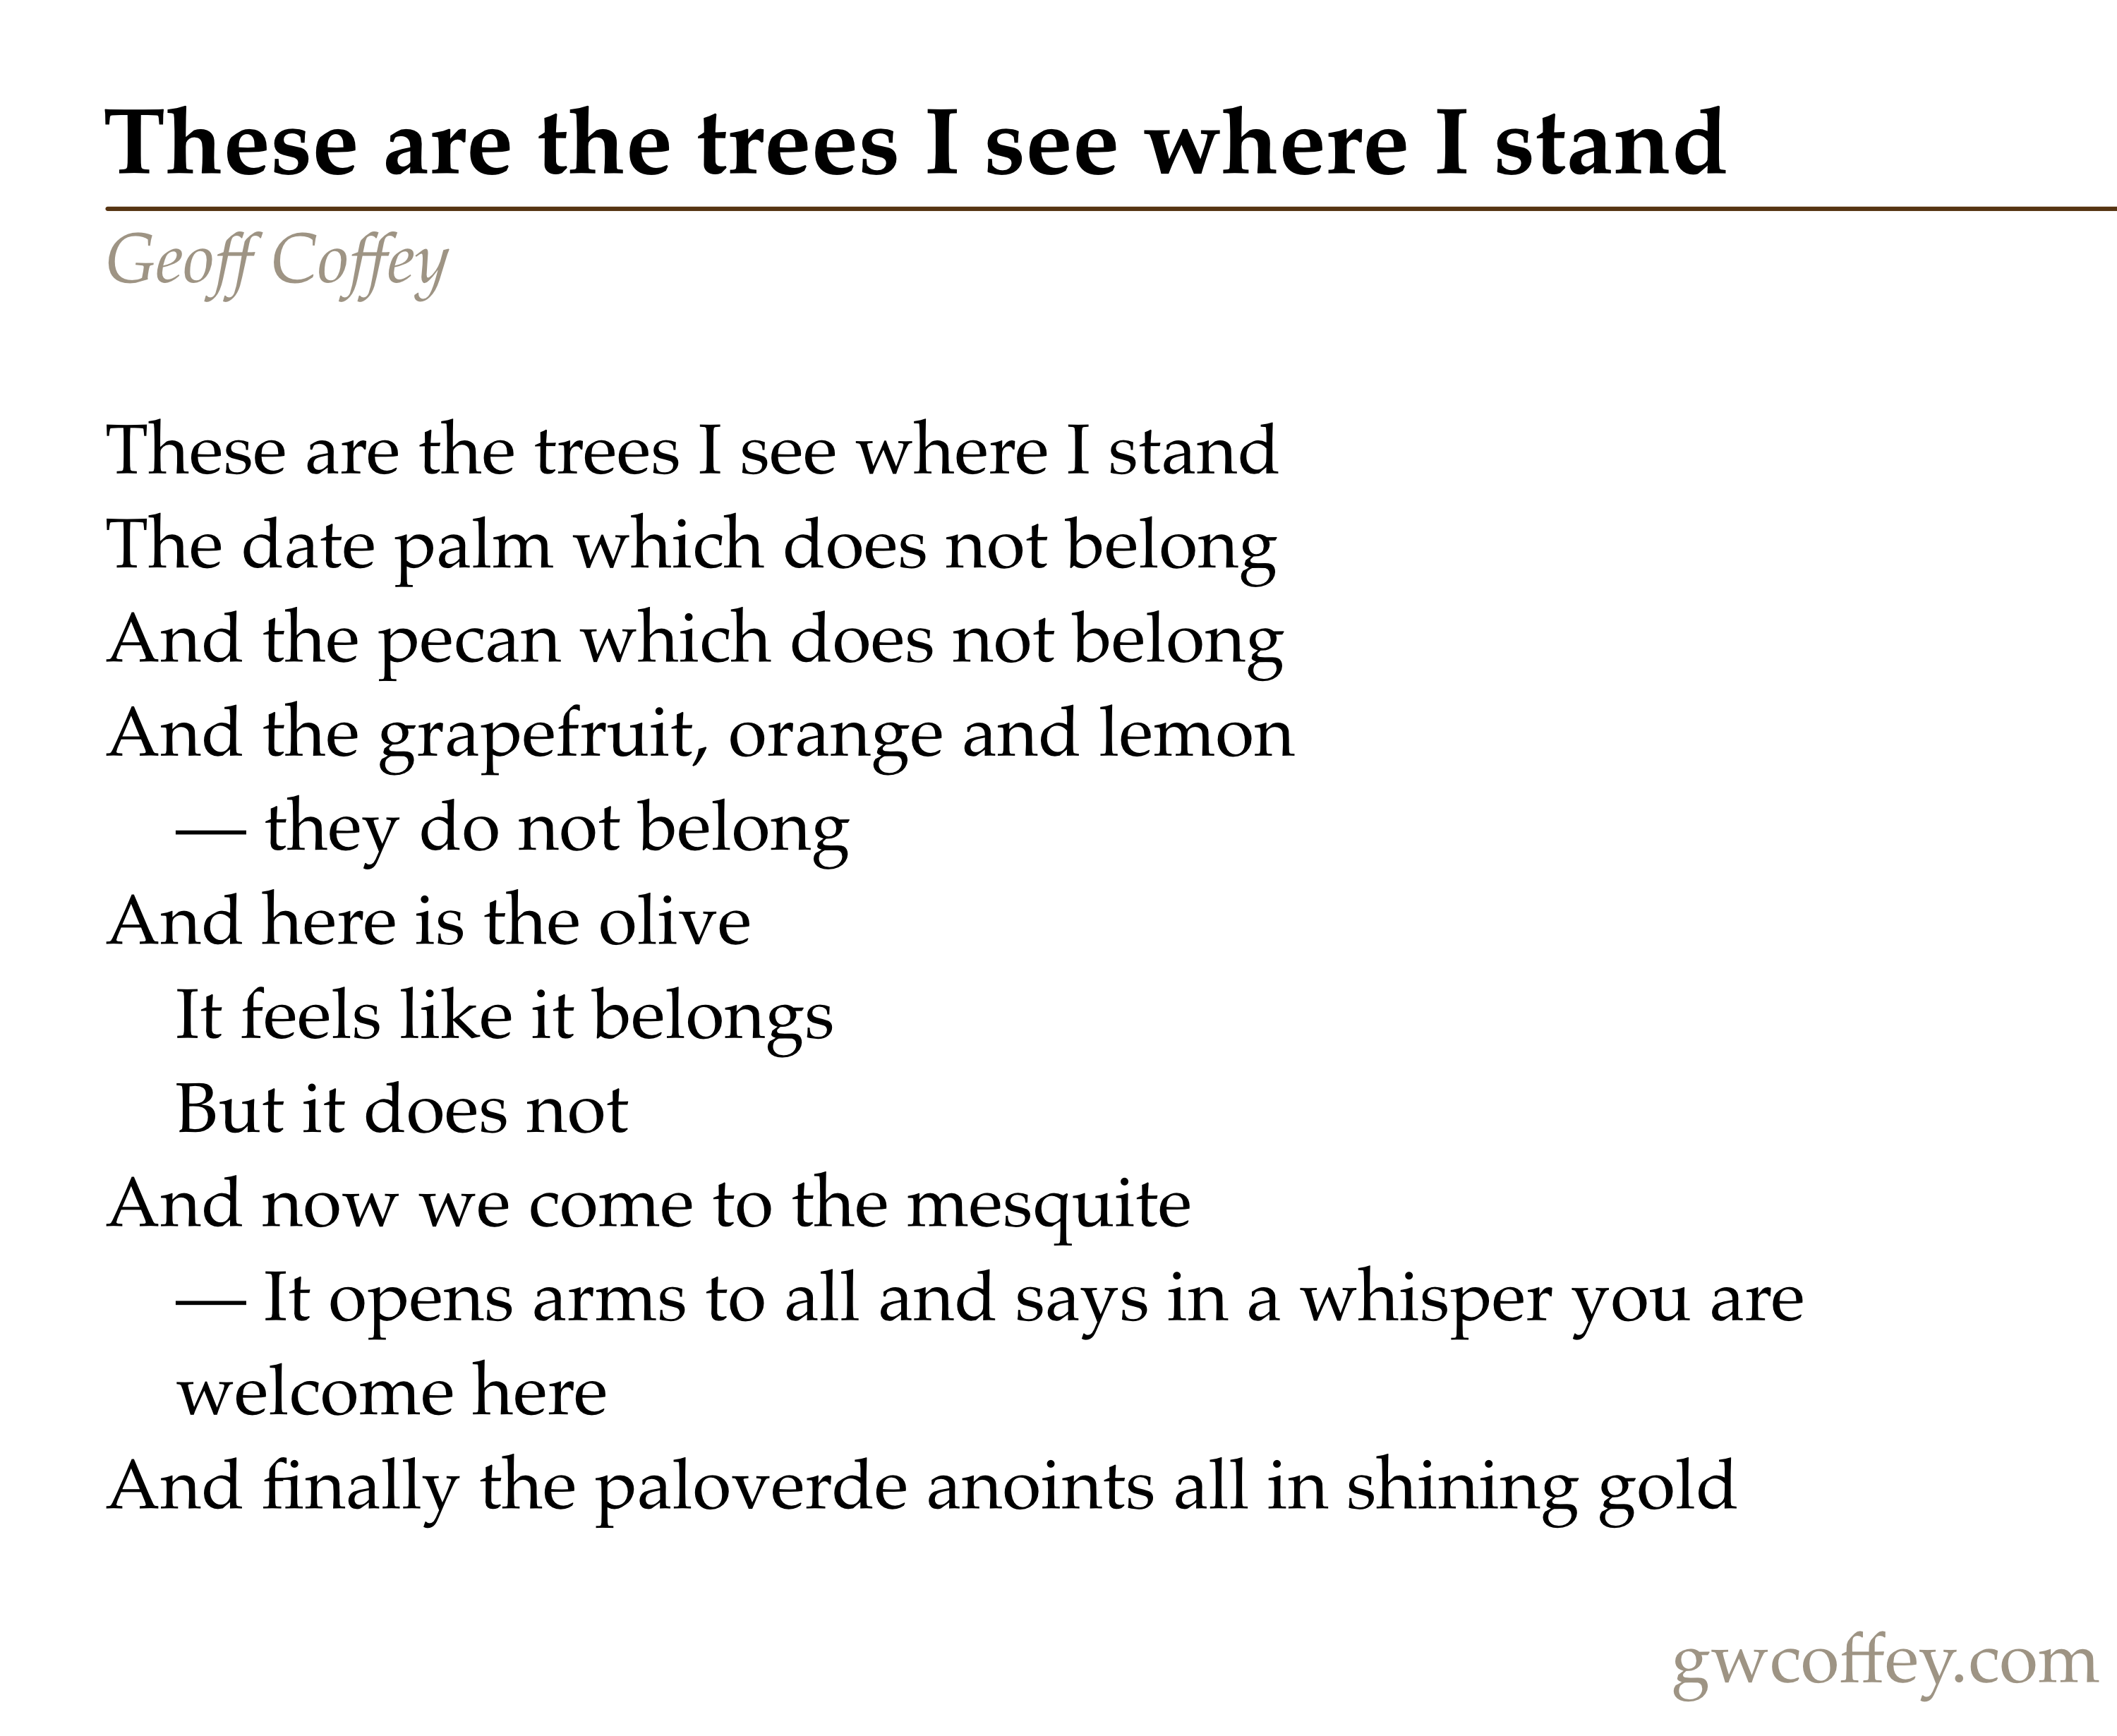 These are the trees I see where I stand
Geoff Coffey
These are the trees I see where I stand
The date palm which does not belong
And the pecan which does not belong
And the grapefruit, orange and lemon
— they do not belong
And here is the olive
It feels like it belongs
But it does not
And now we come to the mesquite
— It opens arms to all and says in a whisper you are
welcome here
And finally the paloverde anoints all in shining gold
gwcoffey.com